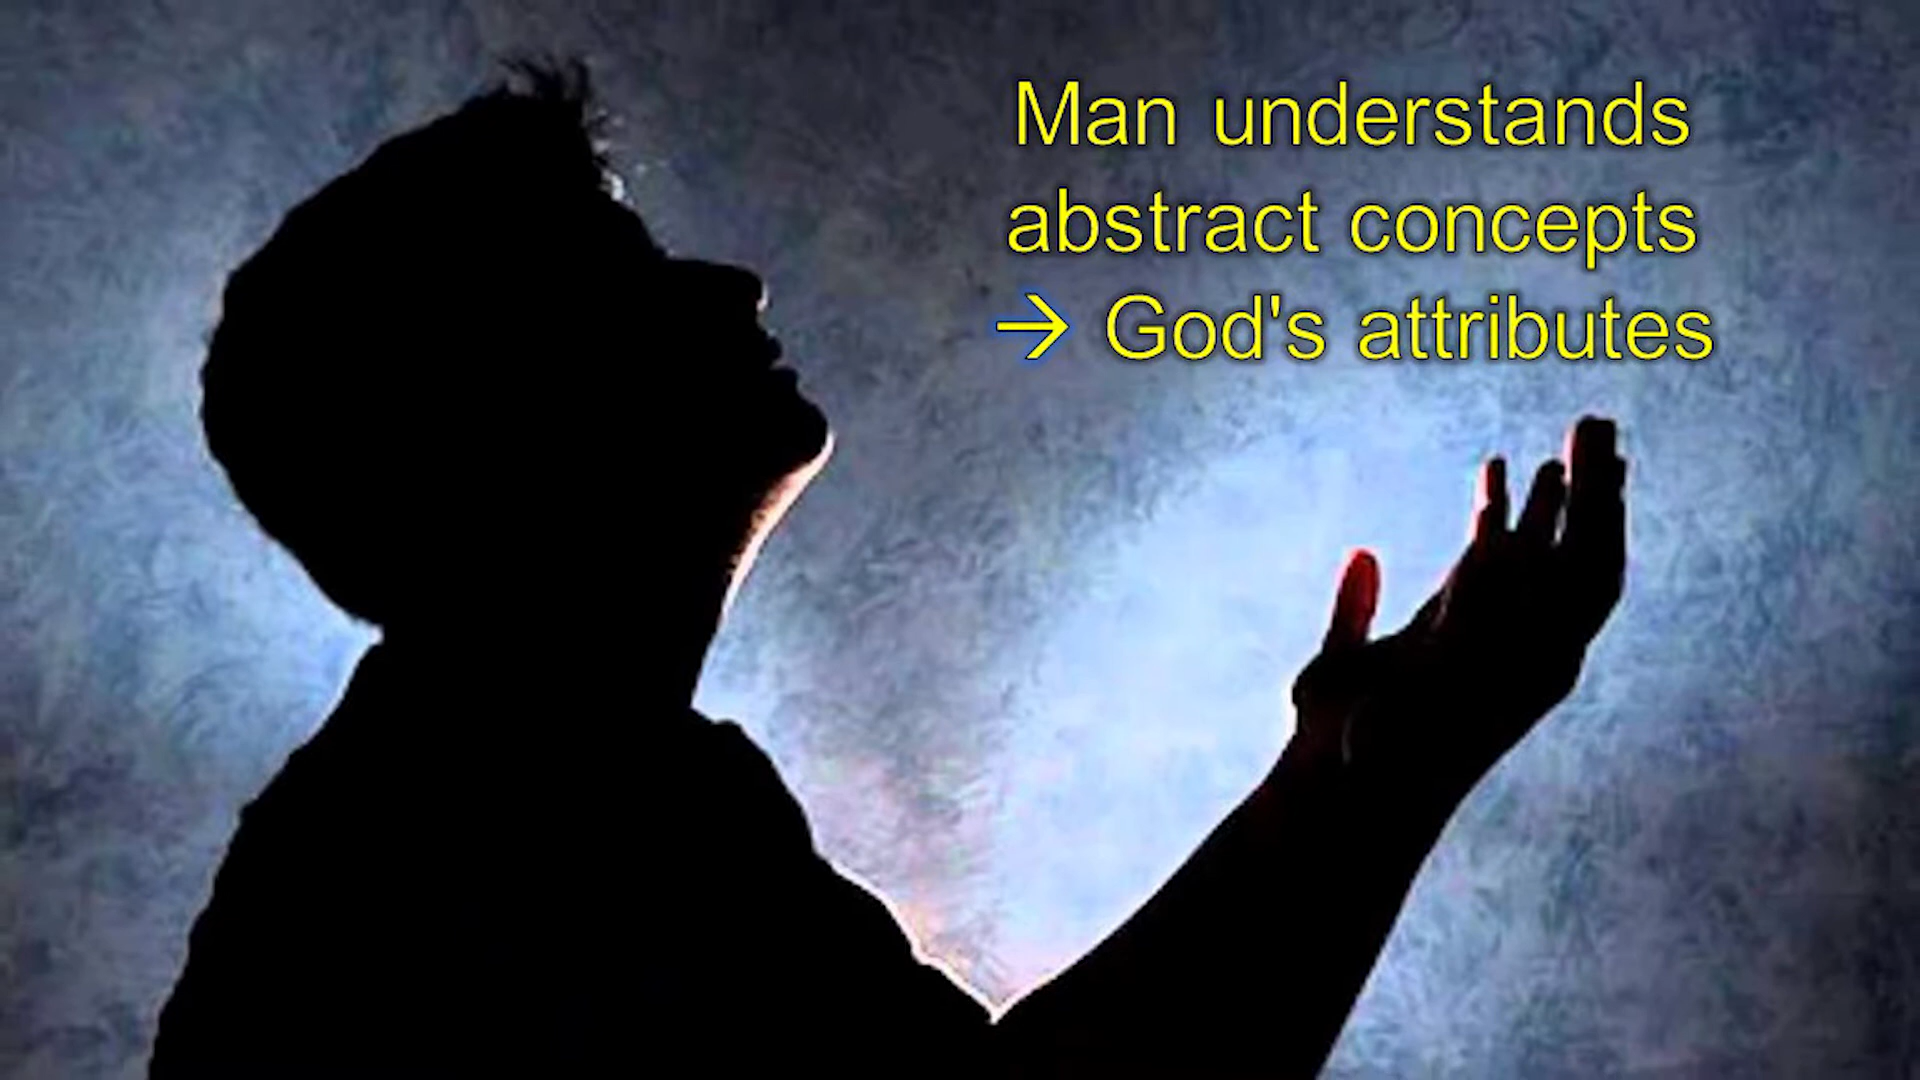 Man understands
abstract concepts
→ God's attributes